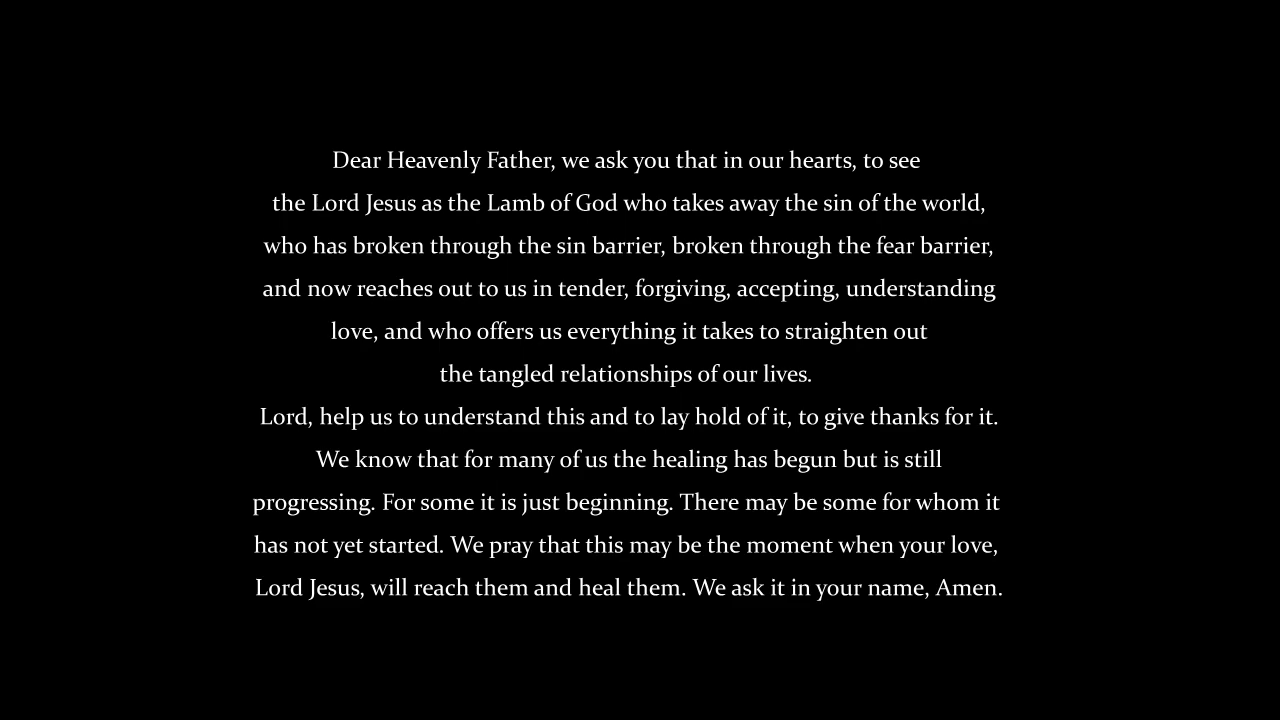 Dear Heavenly Father, we ask you that in our hearts, to see
the Lord Jesus as the Lamb of God who takes away the sin of the world,
who has broken through the sin barrier, broken through the fear barrier,
and now reaches out to us in tender, forgiving, accepting, understanding
love, and who offers us everything it takes to straighten out
the tangled relationships of our lives.
Lord, help us to understand this and to lay hold of it, to give thanks for it.
We know that for many of us the healing has begun but is still
progressing. For some it is just beginning. There may be some for whom it
has not yet started. We pray that this may be the moment when your love,
Lord Jesus, will reach them and heal them. We ask it in your name, Amen.